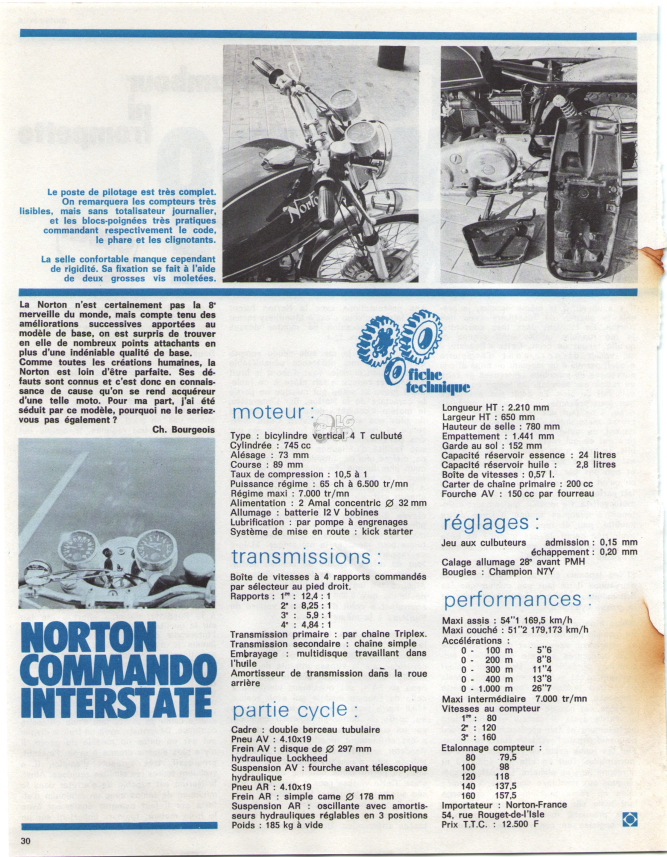 Le poste de pilotage est très complet.
On remarquera les compteurs très
lisibles, mais sans totalisateur journalier,
et les blocs-poignées très pratiques
commandant respectivement le code,
le phare et les clignotants.
La selle confortable manque cependant
de rigidité. Sa fixation se fait à l'aide
de deux grosses vis moletées.
Norton
La Norton n'est certainement pas la 8e
merveille du monde, mais compte tenu des
améliorations successives apportées au
modèle de base, on est surpris de trouver
en elle de nombreux points attachants en
plus d'une indéniable qualité de base.
Comme toutes les créations humaines, la
Norton est loin d'être parfaite. Ses dé-
fauts sont connus et c'est donc en connais-
sance de cause qu'on se rend acquéreur
d'une telle moto. Pour ma part, j'ai été
séduit par ce modèle, pourquoi ne le seriez-
vous pas également ?
Ch. Bourgeois
NORTON
COMMANDO
INTERSTATE
30
fiche
technique
moteur :
Type : bicylindre vertical 4 T culbuté
Cylindrée : 745 cc
Alésage : 73 mm
Course : 89 mm
Taux de compression : 10,5 à 1
Puissance régime : 65 ch à 6.500 tr/mn
Régime maxi : 7.000 tr/mn
Alimentation : 2 Amal concentric Ø 32 mm
Allumage : batterie 12 V bobines
Lubrification : par pompe à engrenages
Système de mise en route : kick starter
transmissions :
Boîte de vitesses à 4 rapports commandés
par sélecteur au pied droit.
Rapports : 1re : 12,4 : 1
2e : 8,25 : 1
3e : 5,9 : 1
4e : 4,84 : 1
Transmission primaire : par chaîne Triplex.
Transmission secondaire : chaîne simple
Embrayage : multidisque travaillant dans
l'huile
Amortisseur de transmission dans la roue
arrière
partie cycle :
Cadre : double berceau tubulaire
Pneu AV : 4.10x19
Frein AV : disque de Ø 297 mm
hydraulique Lockheed
Suspension AV : fourche avant télescopique
hydraulique
Pneu AR : 4.10x19
Frein AR : simple came Ø 178 mm
Suspension AR : oscillante avec amortis-
seurs hydrauliques réglables en 3 positions
Poids : 185 kg à vide
Longueur HT : 2.210 mm
Largeur HT : 650 mm
Hauteur de selle : 780 mm
Empattement : 1.441 mm
Garde au sol : 152 mm
Capacité réservoir essence : 24 litres
Capacité réservoir huile : 2,8 litres
Boîte de vitesses : 0,57 l.
Carter de chaîne primaire : 200 cc
Fourche AV : 150 cc par fourreau
réglages :
Jeu aux culbuteurs admission : 0,15 mm
échappement : 0,20 mm
Calage allumage 28° avant PMH
Bougies : Champion N7Y
performances :
Maxi assis : 54''1 169,5 km/h
Maxi couché : 51''2 179,173 km/h
Accélérations :
0 - 100 m 5''6
0 - 200 m 8''8
0 - 300 m 11''4
0 - 400 m 13''8
0 - 1.000 m 26''7
Maxi intermédiaire 7.000 tr/mn
Vitesses au compteur
1re : 80
2e : 120
3e : 160
Etalonnage compteur :
80 79,5
100 98
120 118
140 137,5
160 157,5
Importateur : Norton-France
54, rue Rouget-de-l'Isle
Prix T.T.C. : 12.500 F